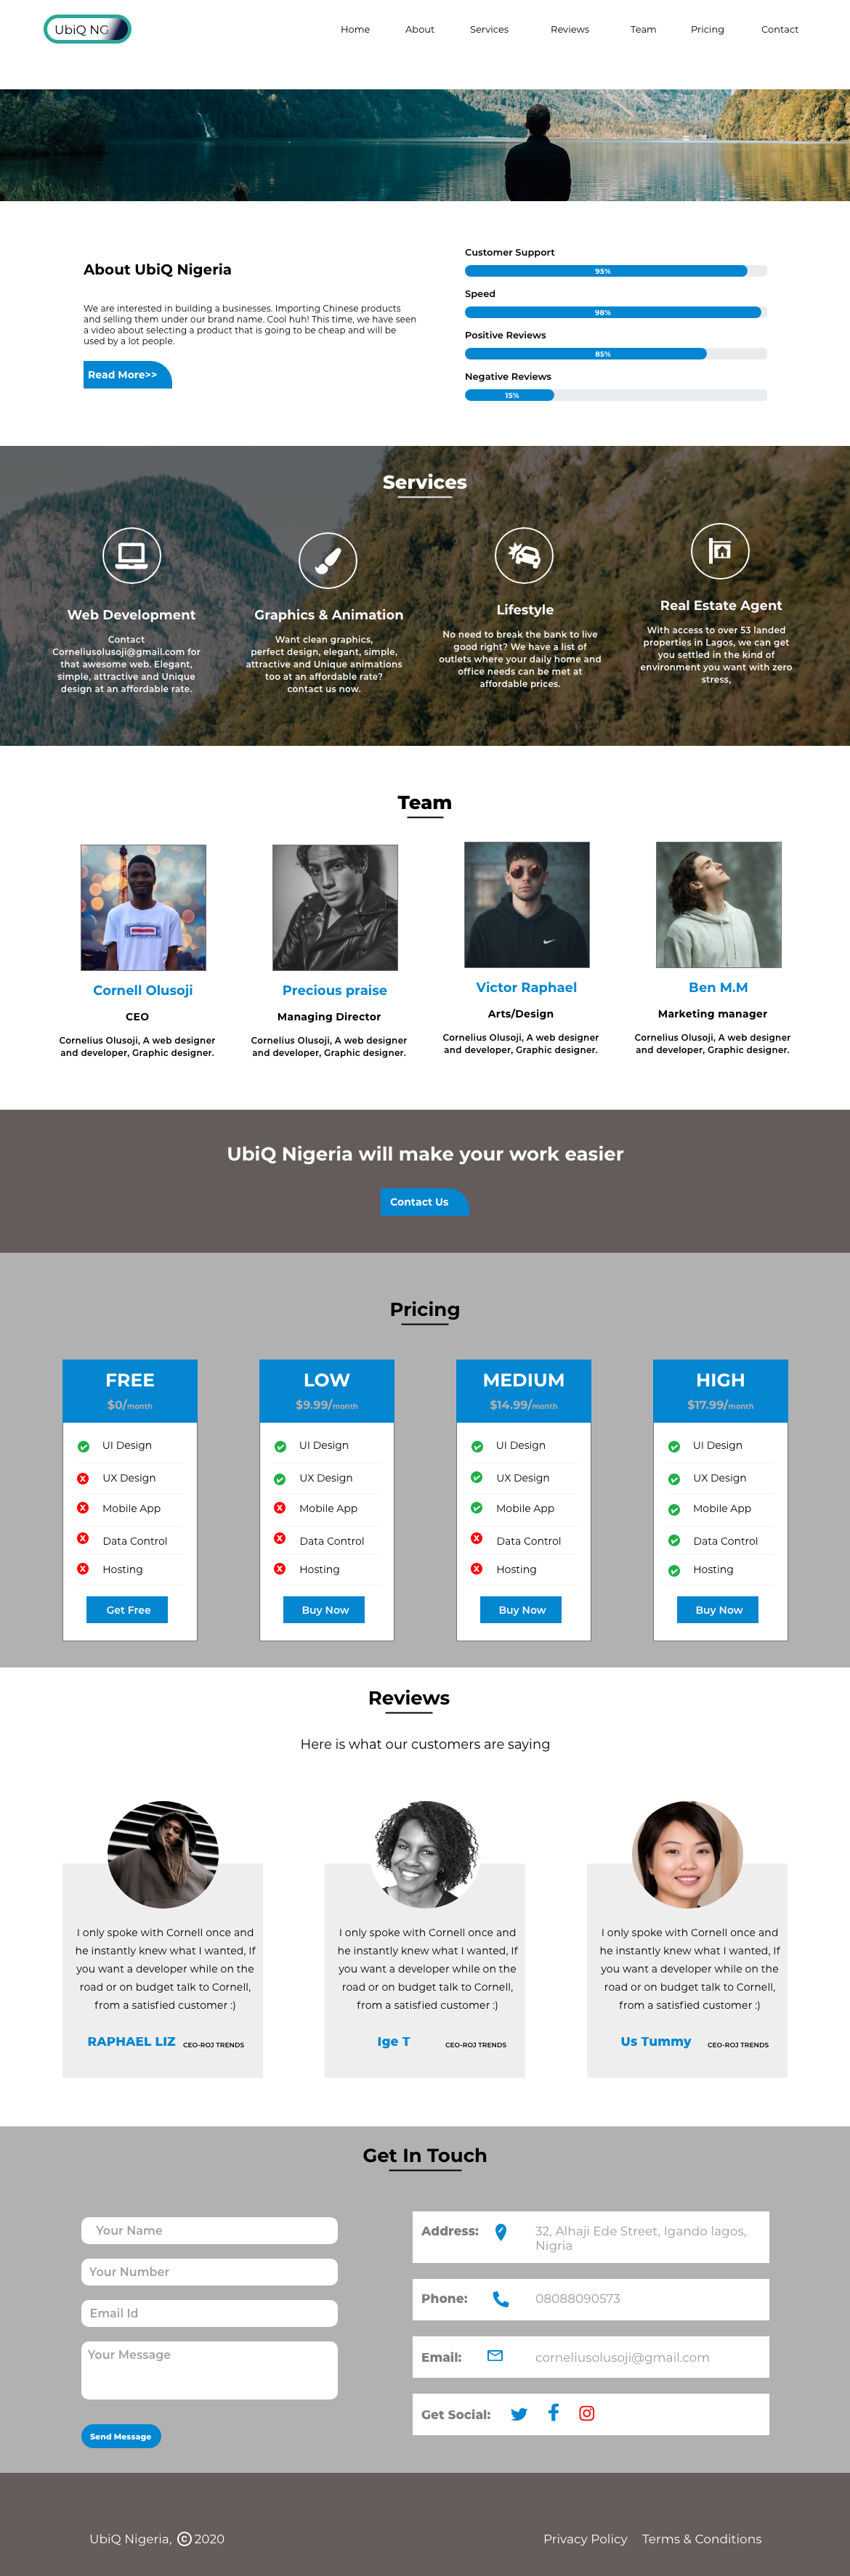 UbiQ NG
Home About Services Reviews Team Pricing Contact
About UbiQ Nigeria
We are interested in building a businesses. Importing Chinese products
and selling them under our brand name. Cool huh! This time, we have seen
a video about selecting a product that is going to be cheap and will be
used by a lot people.
Read More>>
Customer Support
95%
Speed
98%
Positive Reviews
85%
Negative Reviews
15%
Services
Web Development
Contact
Corneliusolusoji@gmail.com for
that awesome web. Elegant,
simple, attractive and Unique
design at an affordable rate.
Graphics & Animation
Want clean graphics,
perfect design, elegant, simple,
attractive and Unique animations
too at an affordable rate?
contact us now.
Lifestyle
No need to break the bank to live
good right? We have a list of
outlets where your daily home and
office needs can be met at
affordable prices.
Real Estate Agent
With access to over 53 landed
properties in Lagos, we can get
you settled in the kind of
environment you want with zero
stress,
Team
Cornell Olusoji
CEO
Cornelius Olusoji, A web designer
and developer, Graphic designer.
Precious praise
Managing Director
Cornelius Olusoji, A web designer
and developer, Graphic designer.
Victor Raphael
Arts/Design
Cornelius Olusoji, A web designer
and developer, Graphic designer.
Ben M.M
Marketing manager
Cornelius Olusoji, A web designer
and developer, Graphic designer.
UbiQ Nigeria will make your work easier
Contact Us
Pricing
FREE
$0/month
UI Design
UX Design
Mobile App
Data Control
Hosting
Get Free
LOW
$9.99/month
UI Design
UX Design
Mobile App
Data Control
Hosting
Buy Now
MEDIUM
$14.99/month
UI Design
UX Design
Mobile App
Data Control
Hosting
Buy Now
HIGH
$17.99/month
UI Design
UX Design
Mobile App
Data Control
Hosting
Buy Now
Reviews
Here is what our customers are saying
I only spoke with Cornell once and
he instantly knew what I wanted, If
you want a developer while on the
road or on budget talk to Cornell,
from a satisfied customer :)
RAPHAEL LIZ CEO-ROJ TRENDS
I only spoke with Cornell once and
he instantly knew what I wanted, If
you want a developer while on the
road or on budget talk to Cornell,
from a satisfied customer :)
Ige T CEO-ROJ TRENDS
I only spoke with Cornell once and
he instantly knew what I wanted, If
you want a developer while on the
road or on budget talk to Cornell,
from a satisfied customer :)
Us Tummy CEO-ROJ TRENDS
Get In Touch
Your Name
Your Number
Email Id
Your Message
Send Message
Address: 32, Alhaji Ede Street, Igando lagos,
Nigria
Phone: 08088090573
Email: corneliusolusoji@gmail.com
Get Social:
UbiQ Nigeria, © 2020
Privacy Policy Terms & Conditions